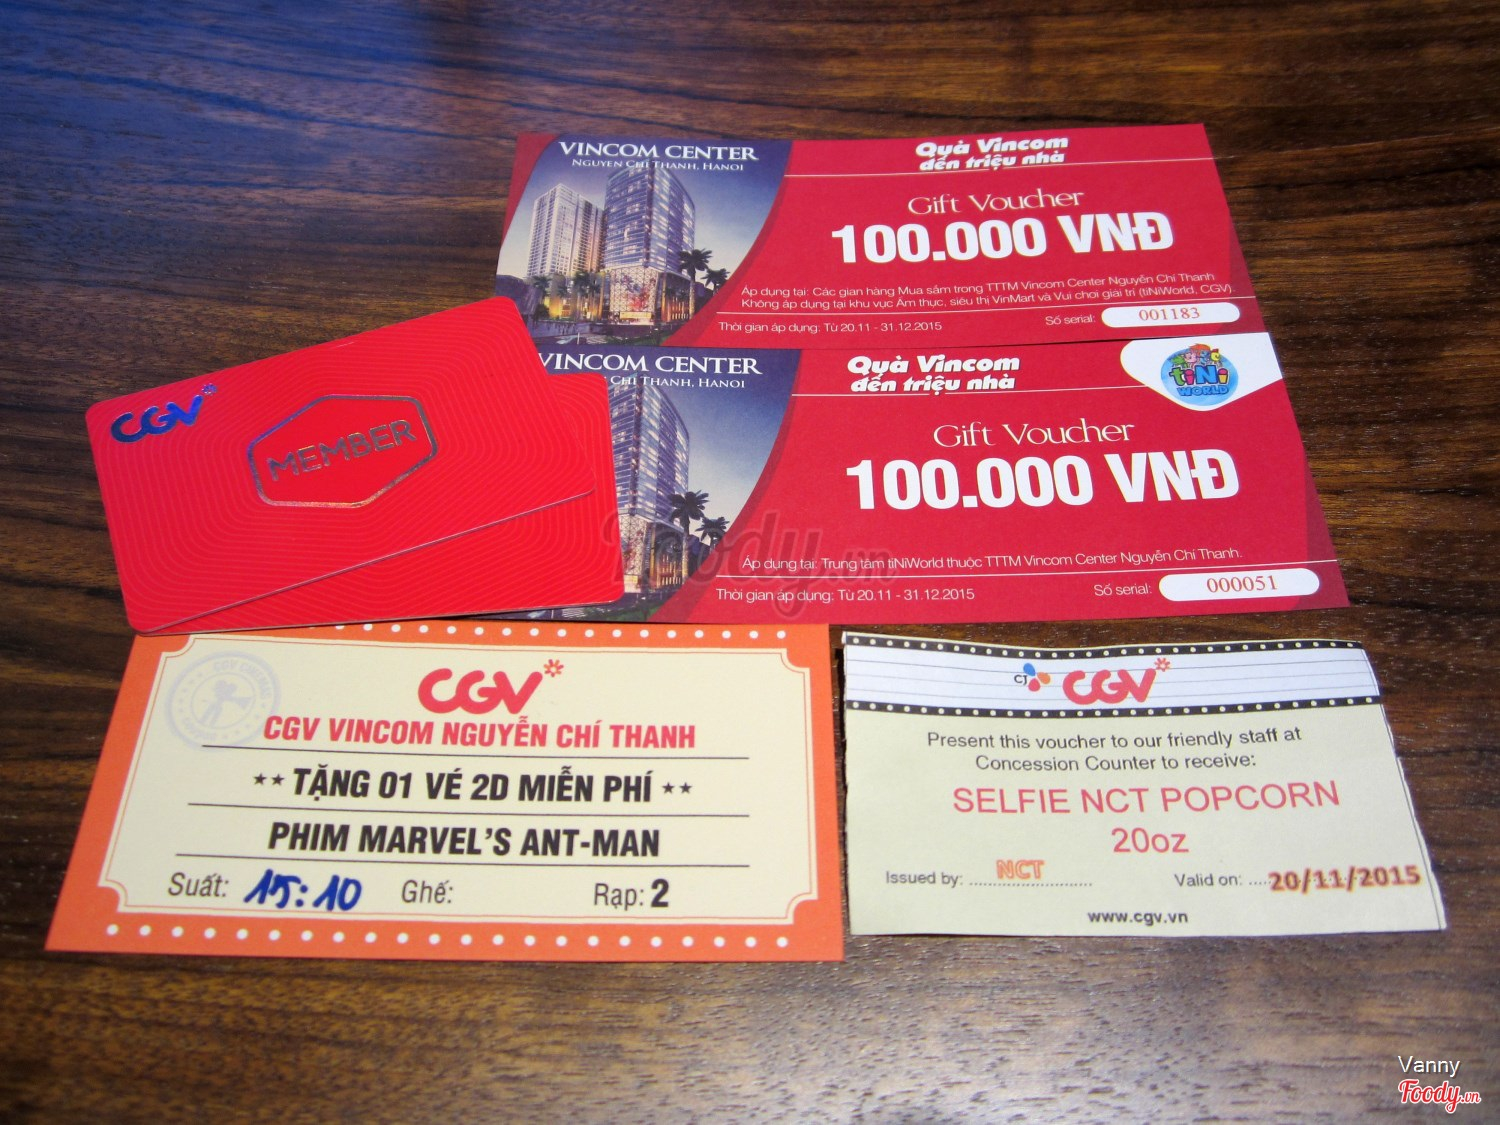 VINCOM CENTER
NGUYEN CHI THANH, HANOI
Quà Vincom
đến triệu nhà
Gift Voucher
100.000 VNĐ
Áp dụng tại: Các gian hàng Mua sắm trong TTTM Vincom Center Nguyễn Chí Thanh
Không áp dụng tại khu vực Ẩm thực, siêu thị VinMart và Vui chơi giải trí (tiNiWorld, CGV).
Thời gian áp dụng: Từ 20.11 - 31.12.2015
Số serial: 001183
VINCOM CENTER
CHI THANH, HANOI
Quà Vincom
đến triệu nhà
tiNi
WORLD
Gift Voucher
100.000 VNĐ
Áp dụng tại: Trung tâm tiNiWorld thuộc TTTM Vincom Center Nguyễn Chí Thanh.
Thời gian áp dụng: Từ 20.11 - 31.12.2015
Số serial: 000051
CGV
MEMBER
Foody.vn
CGV
CGV VINCOM NGUYỄN CHÍ THANH
** TẶNG 01 VÉ 2D MIỄN PHÍ **
PHIM MARVEL'S ANT-MAN
Suất: 15:10 Ghế: Rạp: 2
CJ CGV
Present this voucher to our friendly staff at
Concession Counter to receive:
SELFIE NCT POPCORN
20oz
Issued by: NCT Valid on: 20/11/2015
www.cgv.vn
Vanny
Foody.vn